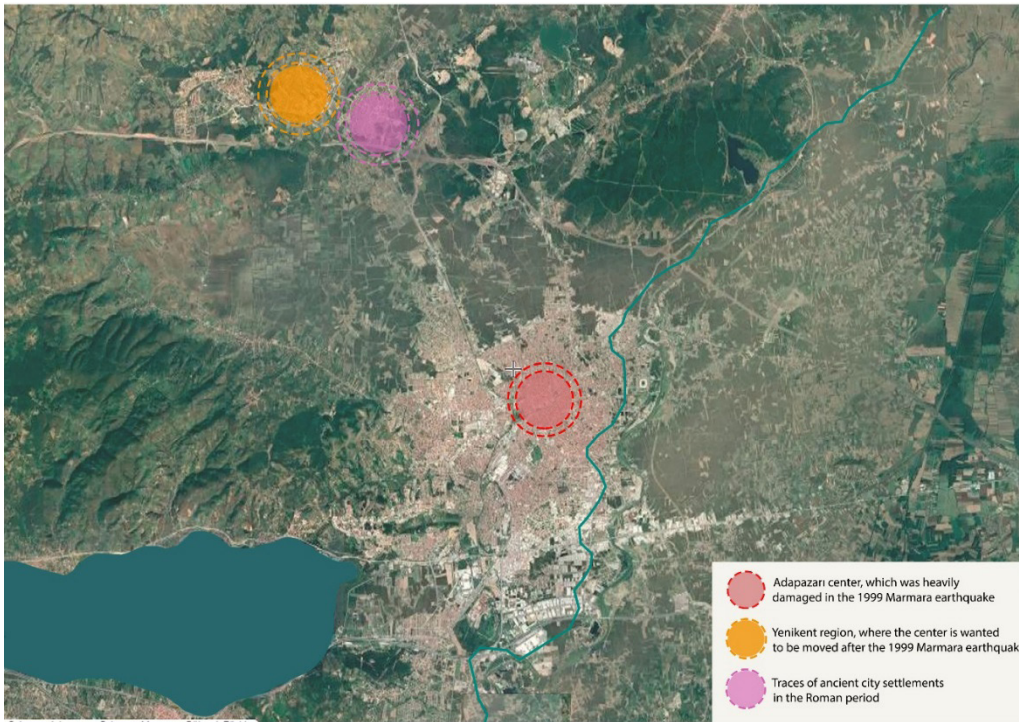 Adapazarı center, which was heavily
damaged in the 1999 Marmara earthquake
Yenikent region, where the center is wanted
to be moved after the 1999 Marmara earthquak
Traces of ancient city settlements
in the Roman period